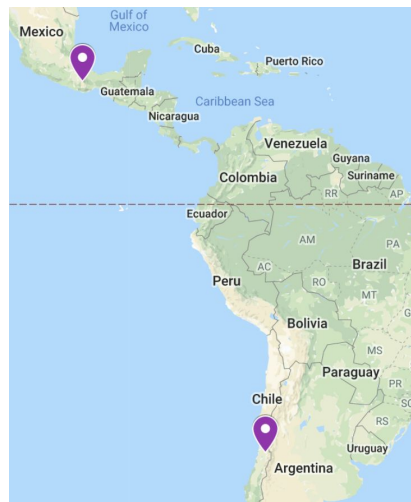 Gulf of
Mexico
Mexico
Cuba
Puerto Rico
Guatemala
Caribbean Sea
Nicaragua
Venezuela
Guyana
Colombia
Suriname
RR
AP
Ecuador
AM
PA
AC
Brazil
Peru
RO
MT
Bolivia
MS
Paraguay
PR
Chile
RS
Uruguay
Argentina